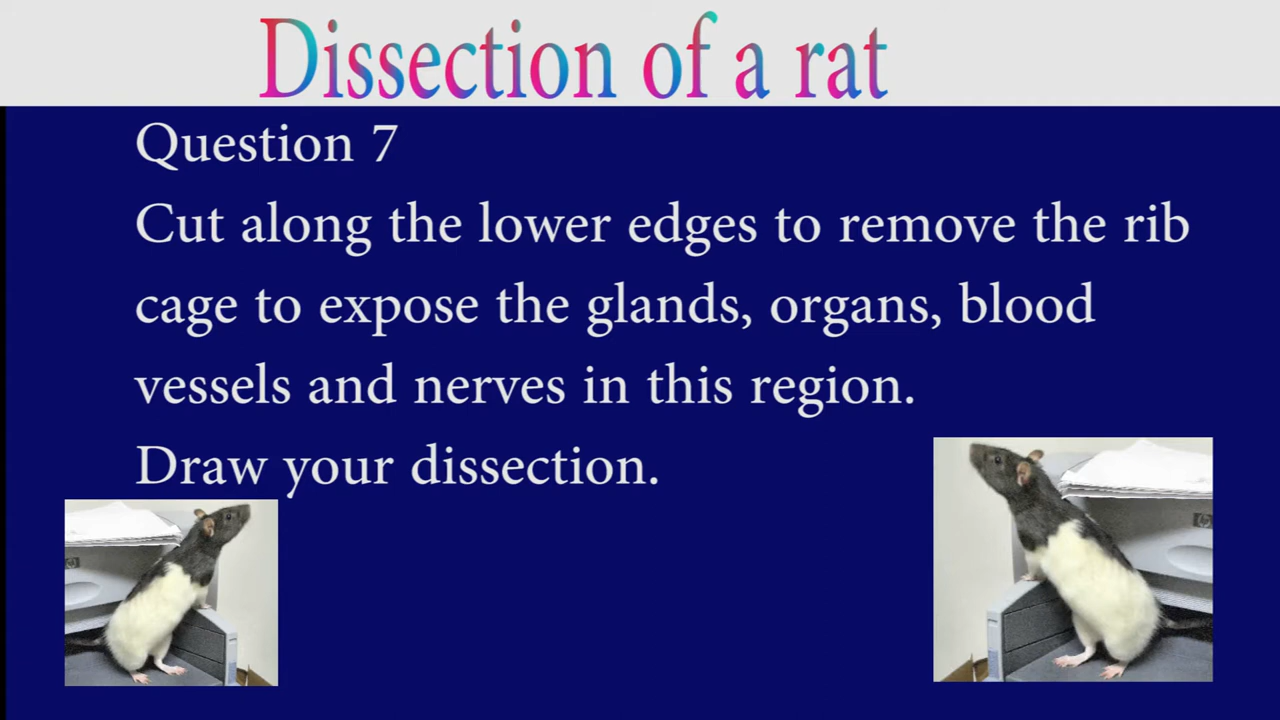 Dissection of a rat
Question 7
Cut along the lower edges to remove the rib
cage to expose the glands, organs, blood
vessels and nerves in this region.
Draw your dissection.